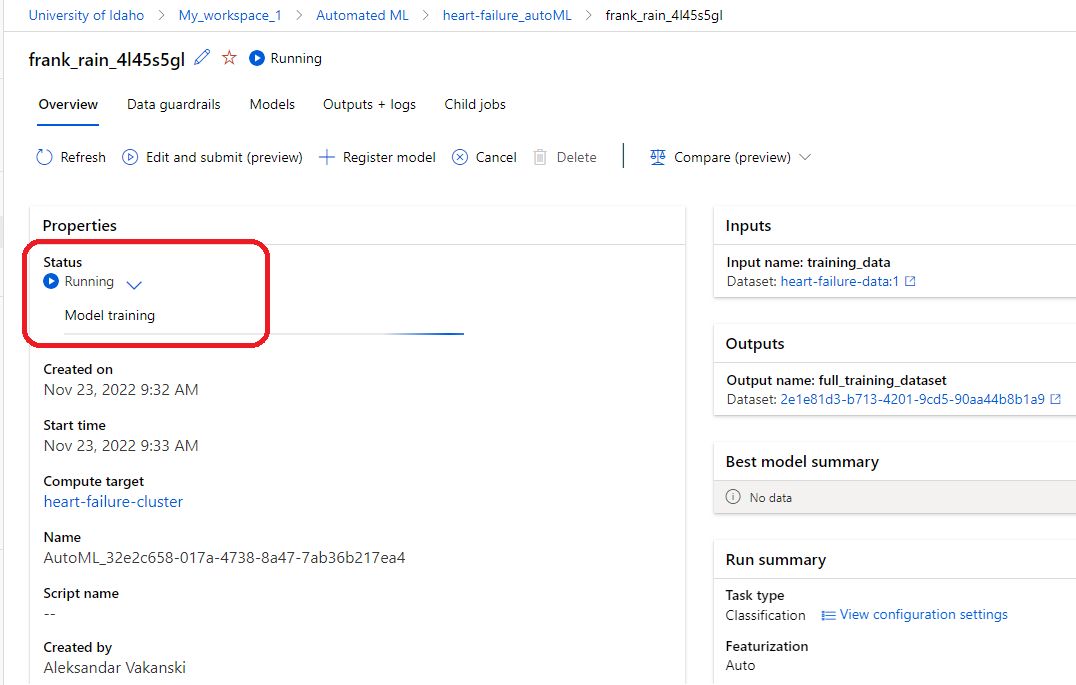 University of Idaho > My_workspace_1 > Automated ML > heart-failure_autoML > frank_rain_4l45s5gl
frank_rain_4l45s5gl Running
Overview Data guardrails Models Outputs + logs Child jobs
Refresh Edit and submit (preview) Register model Cancel Delete Compare (preview)
Properties
Status
Running
Model training
Created on
Nov 23, 2022 9:32 AM
Start time
Nov 23, 2022 9:33 AM
Compute target
heart-failure-cluster
Name
AutoML_32e2c658-017a-4738-8a47-7ab36b217ea4
Script name
--
Created by
Aleksandar Vakanski
Inputs
Input name: training_data
Dataset: heart-failure-data:1
Outputs
Output name: full_training_dataset
Dataset: 2e1e81d3-b713-4201-9cd5-90aa44b8b1a9
Best model summary
No data
Run summary
Task type
Classification View configuration settings
Featurization
Auto